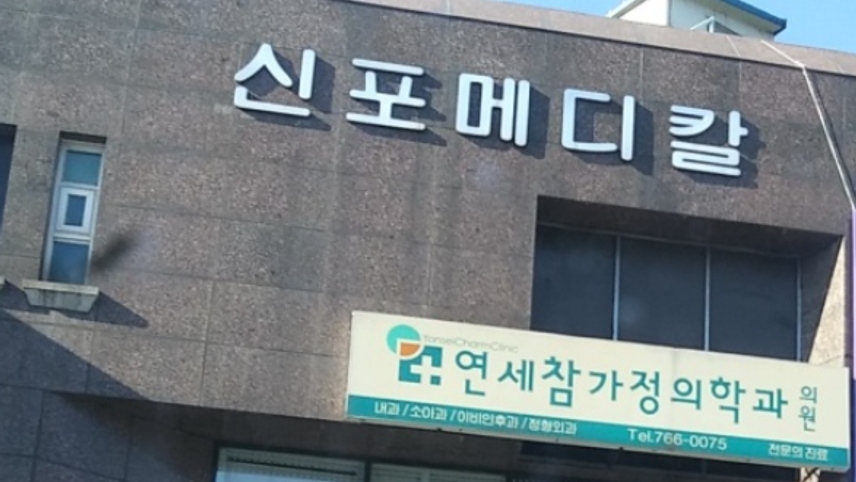 신포메디칼
YonseiCharmClinic
연세참가정의학과의원
내과/소아과/이비인후과/정형외과 Tel.766-0075 전문의 진료